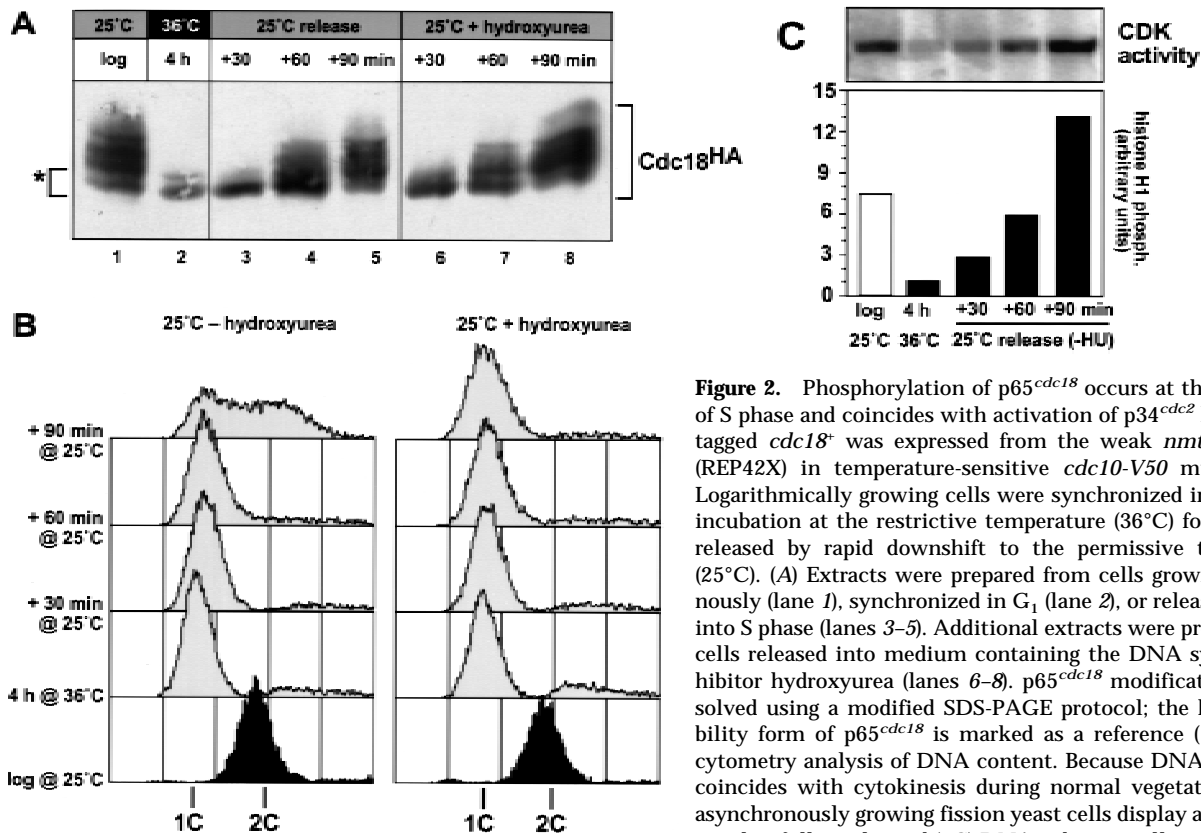 A
25°C 36°C 25°C release 25°C + hydroxyurea
log 4 h +30 +60 +90 min +30 +60 +90 min
*
Cdc18HA
1 2 3 4 5 6 7 8
B
25°C – hydroxyurea 25°C + hydroxyurea
+ 90 min
@ 25°C
+ 60 min
@ 25°C
+ 30 min
@ 25°C
4 h @ 36°C
log @ 25°C
1C 2C 1C 2C
C
CDK
activity
15
12
9
6
3
0
histone H1 phosph.
(arbitrary units)
log 4 h +30 +60 +90 min
25°C 36°C 25°C release (-HU)
Figure 2. Phosphorylation of p65cdc18 occurs at th
of S phase and coincides with activation of p34cdc2
tagged cdc18+ was expressed from the weak nmt
(REP42X) in temperature-sensitive cdc10-V50 m
Logarithmically growing cells were synchronized i
incubation at the restrictive temperature (36°C) fo
released by rapid downshift to the permissive t
(25°C). (A) Extracts were prepared from cells grow
nously (lane 1), synchronized in G1 (lane 2), or relea
into S phase (lanes 3–5). Additional extracts were pr
cells released into medium containing the DNA sy
hibitor hydroxyurea (lanes 6–8). p65cdc18 modificat
solved using a modified SDS-PAGE protocol; the l
bility form of p65cdc18 is marked as a reference (
cytometry analysis of DNA content. Because DNA
coincides with cytokinesis during normal vegetat
asynchronously growing fission yeast cells display a